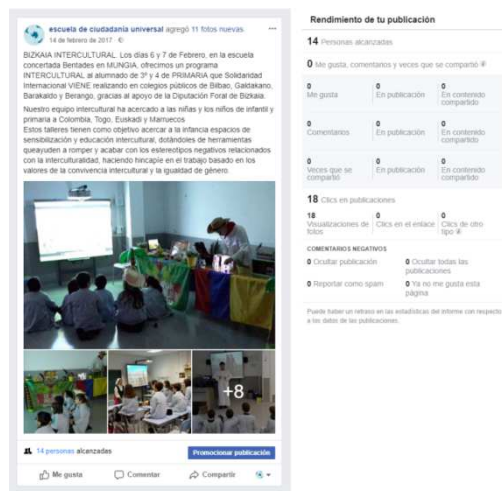 escuela de ciudadanía universal agregó 11 fotos nuevas.
14 de febrero de 2017
BIZKAIA INTERCULTURAL. Los días 6 y 7 de Febrero, en la escuela
concertada Bentades en MUNGIA, ofrecimos un programa
INTERCULTURAL al alumnado de 3º y 4 de PRIMARIA que Solidaridad
Internacional VIENE realizando en colegios públicos de Bilbao, Galdakano,
Barakaldo y Berango, gracias al apoyo de la Diputación Foral de Bizkaia.
Nuestro equipo intercultural ha acercado a las niñas y los niños de infantil y
primaria a Colombia, Togo, Euskadi y Marruecos
Estos talleres tienen como objetivo acercar a la infancia espacios de
sensibilización y educación intercultural, dotándoles de herramientas
queayuden a romper y acabar con los estereotipos negativos relacionados
con la interculturalidad, haciendo hincapie en el trabajo basado en los
valores de la convivencia intercultural y la igualdad de género.
+8
14 personas alcanzadas
Promocionar publicación
Me gusta
Comentar
Compartir
Rendimiento de tu publicación
14 Personas alcanzadas
0 Me gusta, comentarios y veces que se compartió
0 0 0
Me gusta En publicación En contenido
compartido
0 0 0
Comentarios En publicación En contenido
compartido
0 0 0
Veces que se En publicación En contenido
compartió compartido
18 Clics en publicaciones
18 0 0
Visualizaciones de Clics en el enlace Clics de otro
fotos tipo
COMENTARIOS NEGATIVOS
0 Ocultar publicación 0 Ocultar todas las
publicaciones
0 Reportar como spam 0 Ya no me gusta esta
página
Puede haber un retraso en las estadísticas del informe con respecto
a los datos de las publicaciones.